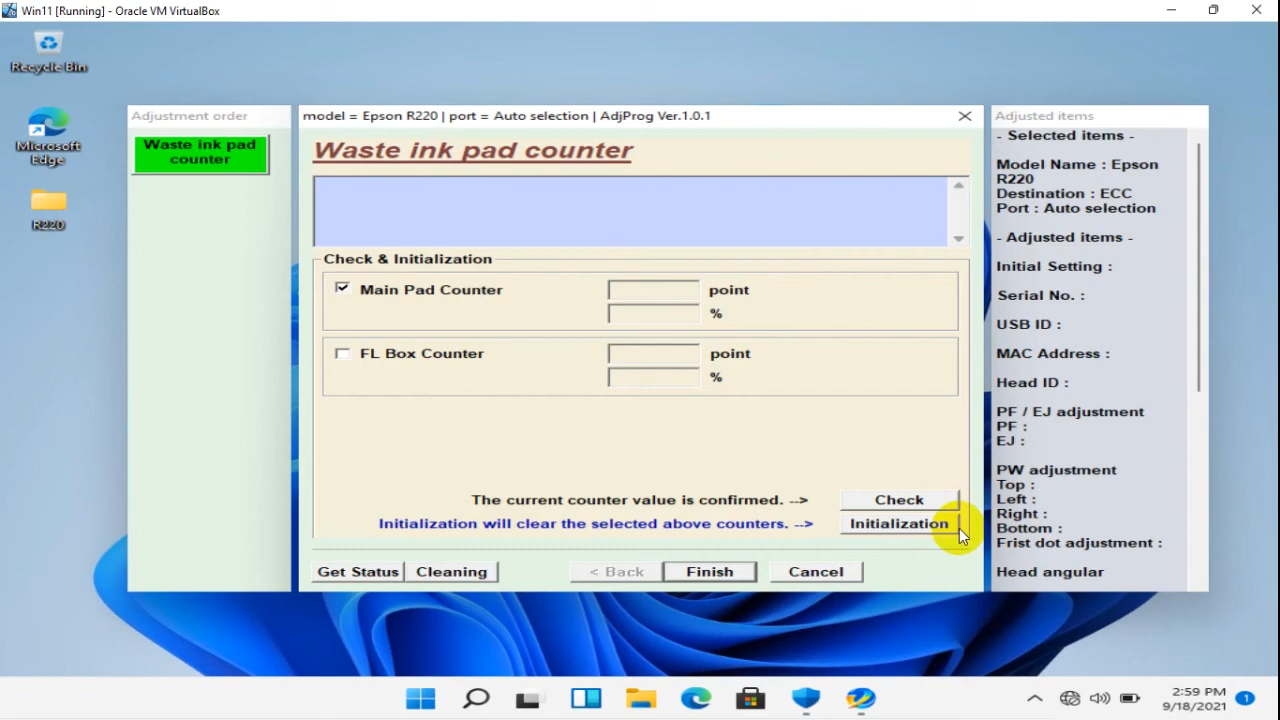 Win11 [Running] - Oracle VM VirtualBox
Recycle Bin
Microsoft
Edge
R220
Adjustment order
Waste ink pad
counter
model = Epson R220 | port = Auto selection | AdjProg Ver.1.0.1
Waste ink pad counter
Check & Initialization
Main Pad Counter
point
%
FL Box Counter
point
%
The current counter value is confirmed. -->
Check
Initialization will clear the selected above counters. -->
Initialization
Get Status
Cleaning
< Back
Finish
Cancel
Adjusted items
- Selected items -
Model Name : Epson
R220
Destination : ECC
Port : Auto selection
- Adjusted items -
Initial Setting :
Serial No. :
USB ID :
MAC Address :
Head ID :
PF / EJ adjustment
PF :
EJ :
PW adjustment
Top :
Left :
Right :
Bottom :
Frist dot adjustment :
Head angular
2:59 PM
9/18/2021
1